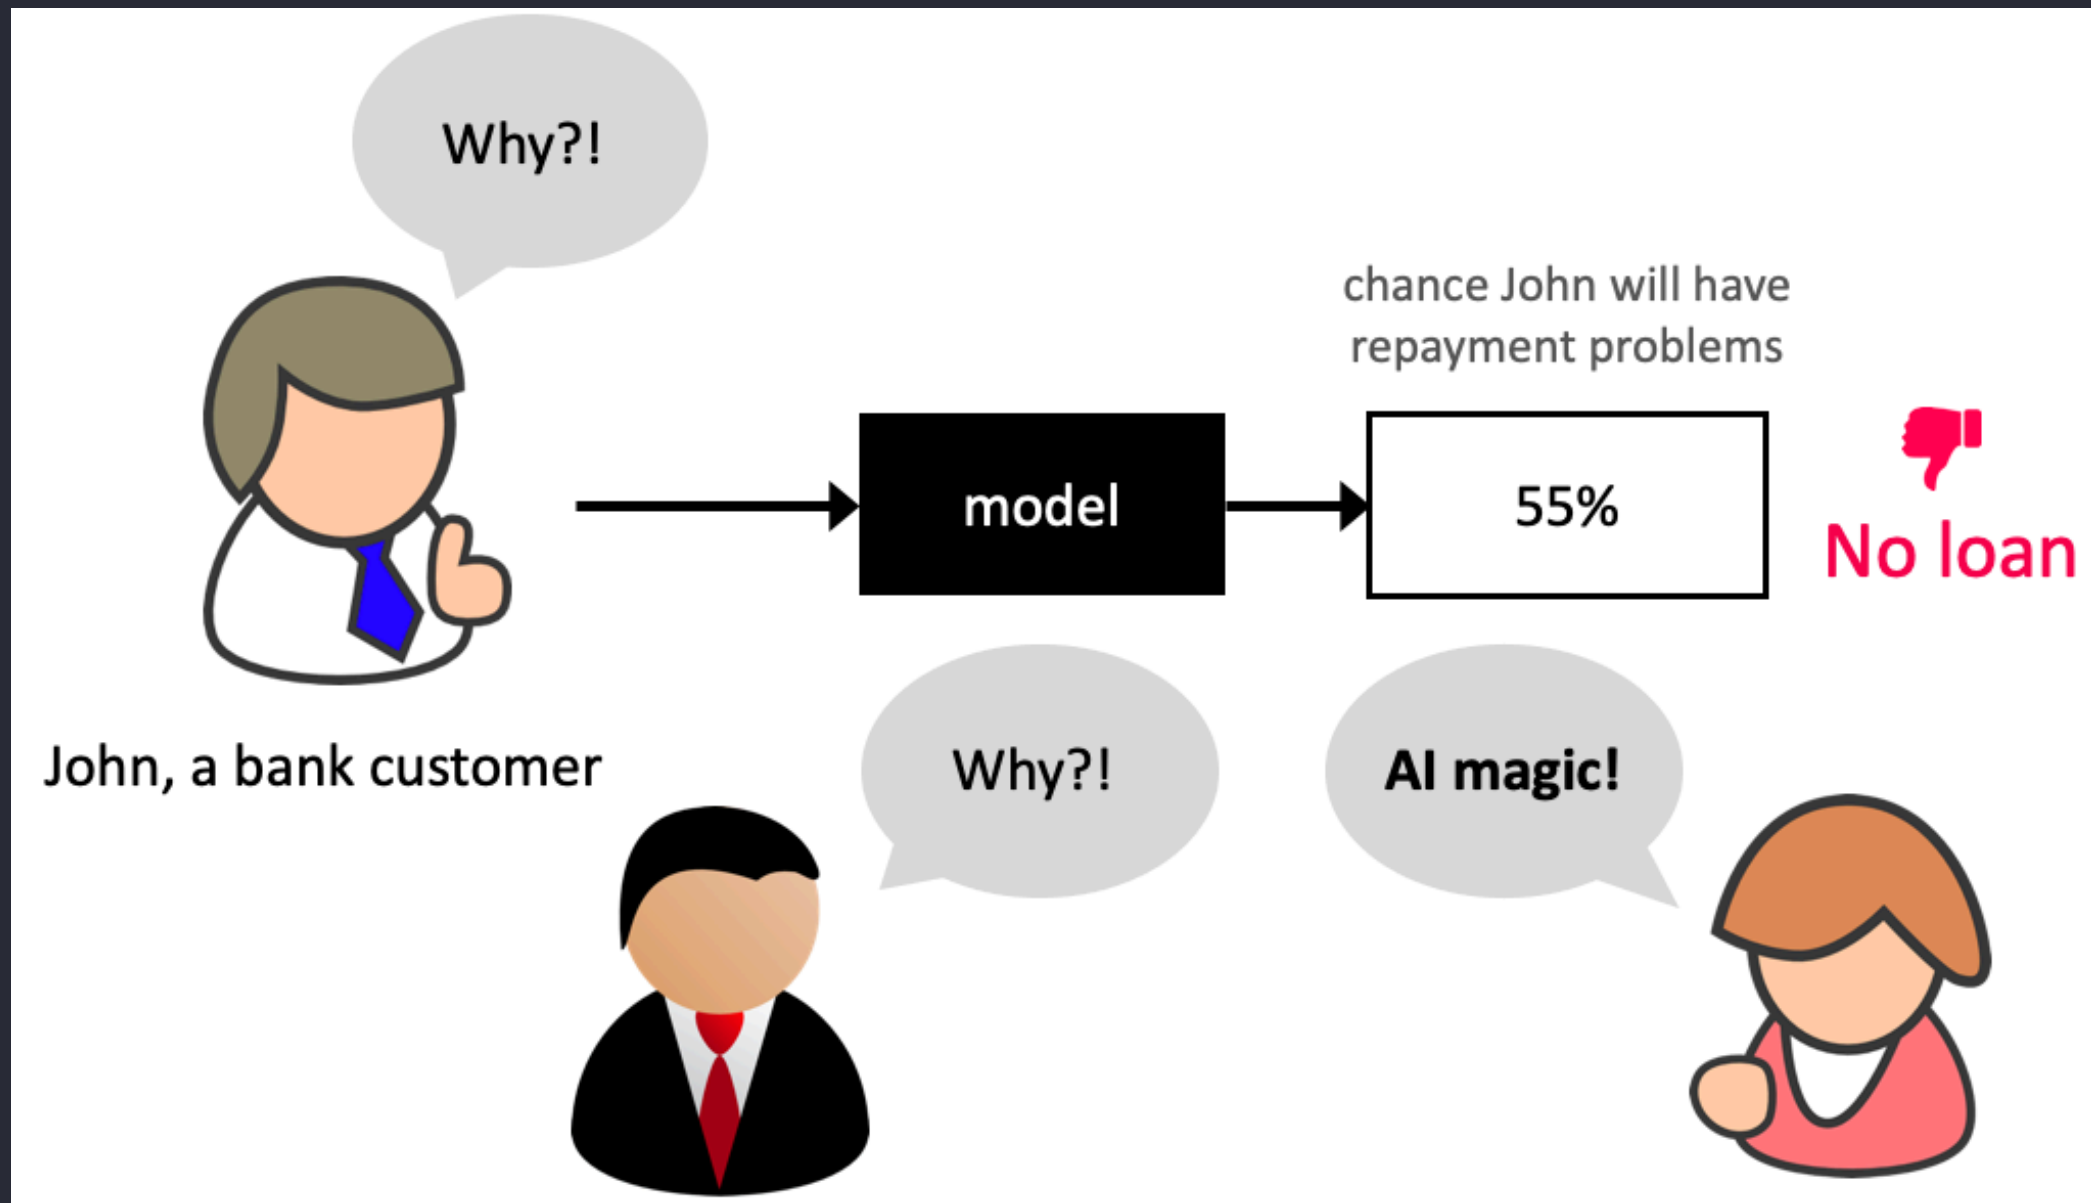 Why?!
chance John will have
repayment problems
model
55%
No loan
John, a bank customer
Why?!
AI magic!